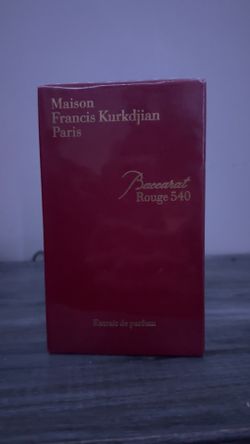 Maison
Francis Kurkdjian
Paris
Baccarat
Rouge 540
Extrait de parfum